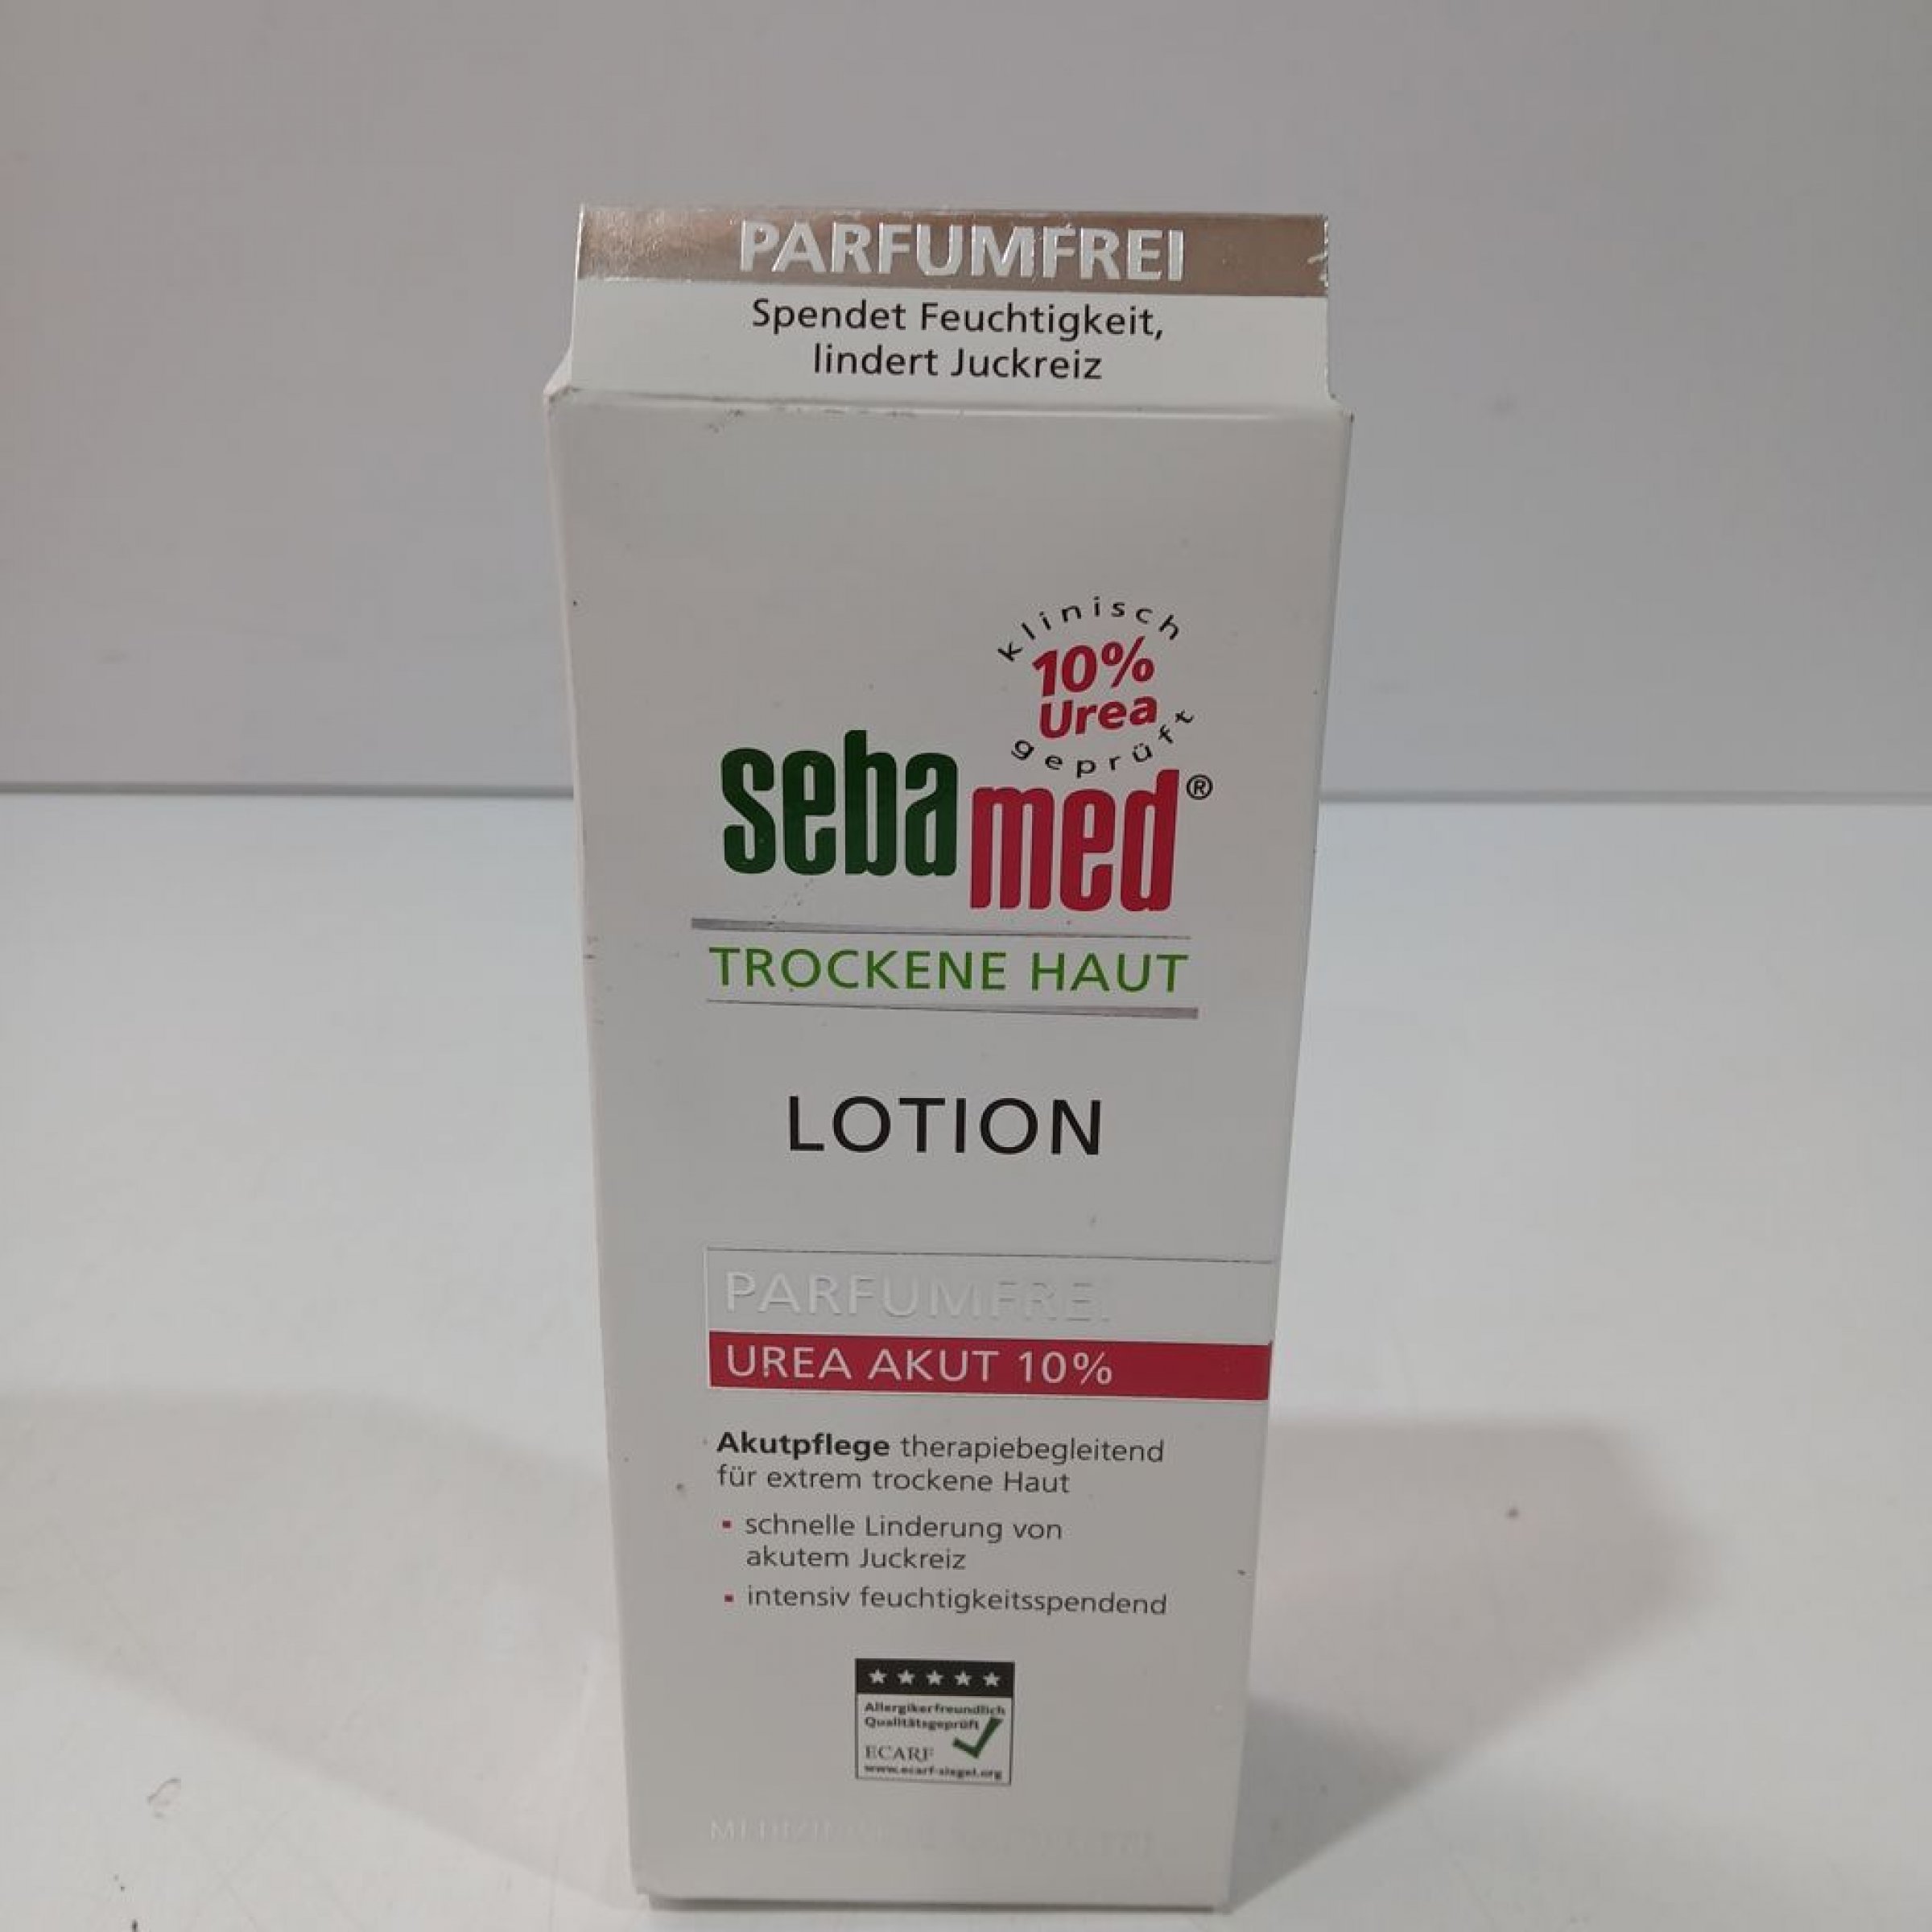 PARFUMFREI
Spendet Feuchtigkeit,
lindert Juckreiz
klinisch
10%
Urea
geprüft
sebamed®
TROCKENE HAUT
LOTION
PARFUMFREI
UREA AKUT 10%
Akutpflege therapiebegleitend
für extrem trockene Haut
▪ schnelle Linderung von
akutem Juckreiz
▪ intensiv feuchtigkeitsspendend
Allergikerfreundlich
Qualitätsgeprüft
ECARF
www.ecarf-siegel.org